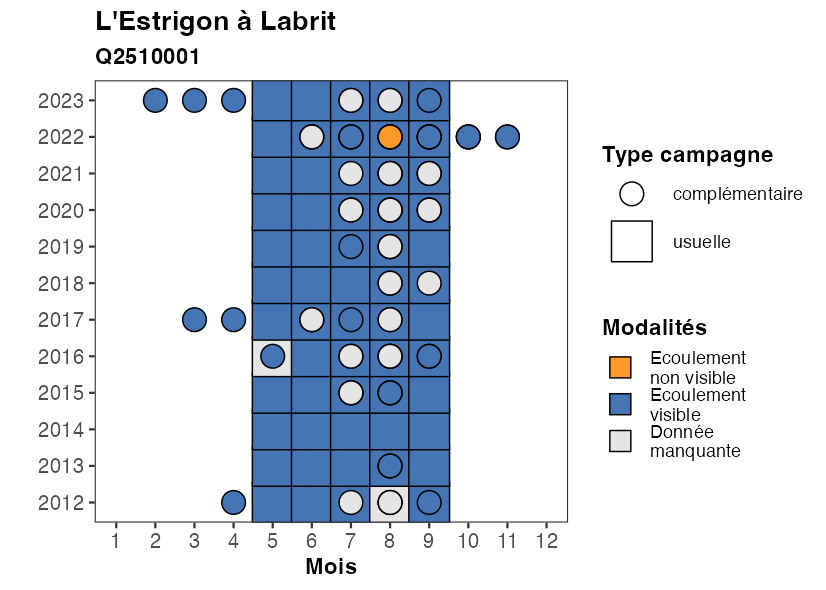 L'Estrigon à Labrit
Q2510001
2023
2022
2021
2020
2019
2018
2017
2016
2015
2014
2013
2012
1 2 3 4 5 6 7 8 9 10 11 12
Mois
Type campagne
complémentaire
usuelle
Modalités
Ecoulement
non visible
Ecoulement
visible
Donnée
manquante